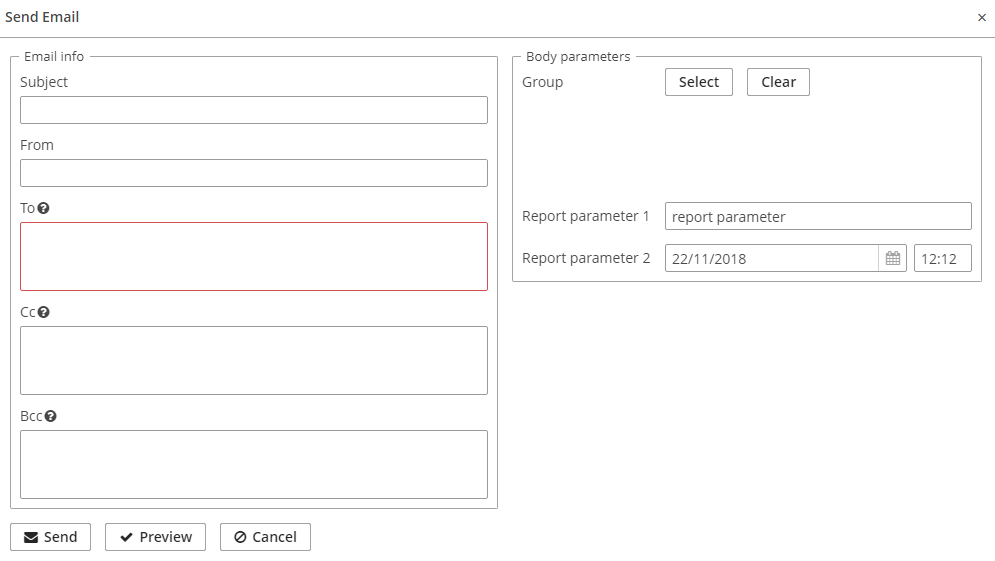 Send Email ×
Email info
Subject
From
To
Cc
Bcc
Body parameters
Group Select Clear
Report parameter 1 report parameter
Report parameter 2 22/11/2018 12:12
Send Preview Cancel